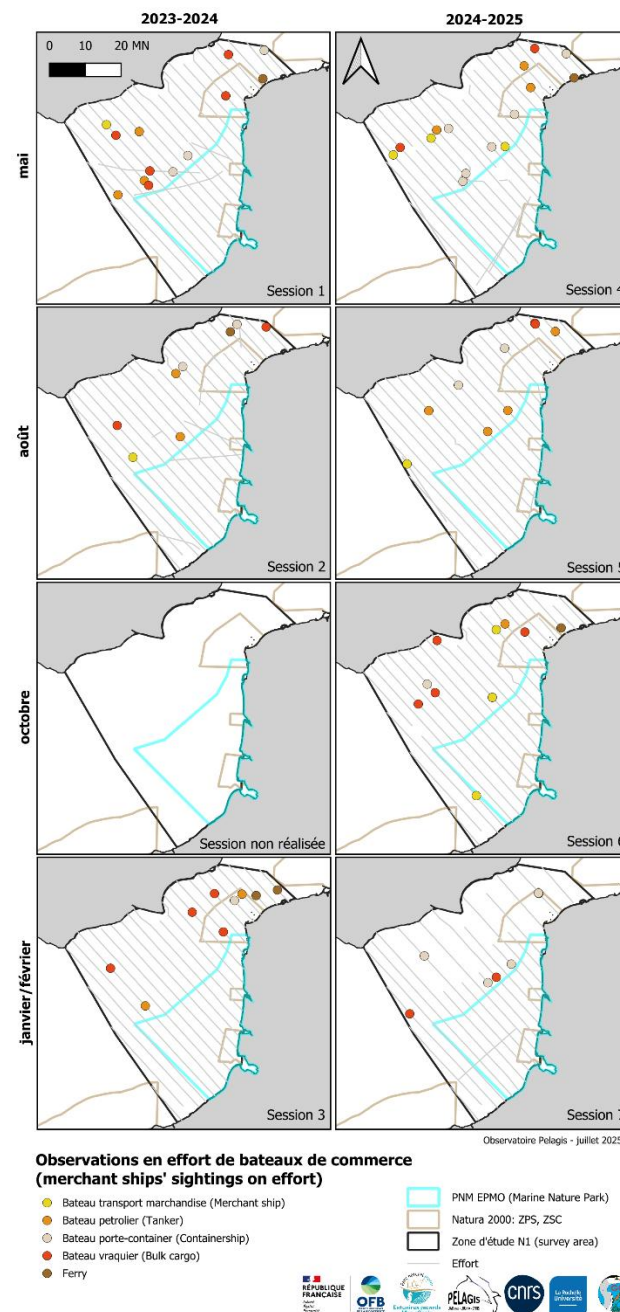 2023-2024
2024-2025
0 10 20 MN
mai
Session 1
Session 4
août
Session 2
Session 5
octobre
Session non réalisée
Session 6
janvier/février
Session 3
Session 7
Observatoire Pelagis - juillet 2025
Observations en effort de bateaux de commerce
(merchant ships' sightings on effort)
Bateau transport marchandise (Merchant ship)
Bateau petrolier (Tanker)
Bateau porte-container (Containership)
Bateau vraquier (Bulk cargo)
Ferry
PNM EPMO (Marine Nature Park)
Natura 2000: ZPS, ZSC
Zone d'étude N1 (survey area)
Effort
RÉPUBLIQUE
FRANÇAISE
OFB
PELAGIS
cnrs
La Rochelle
Université